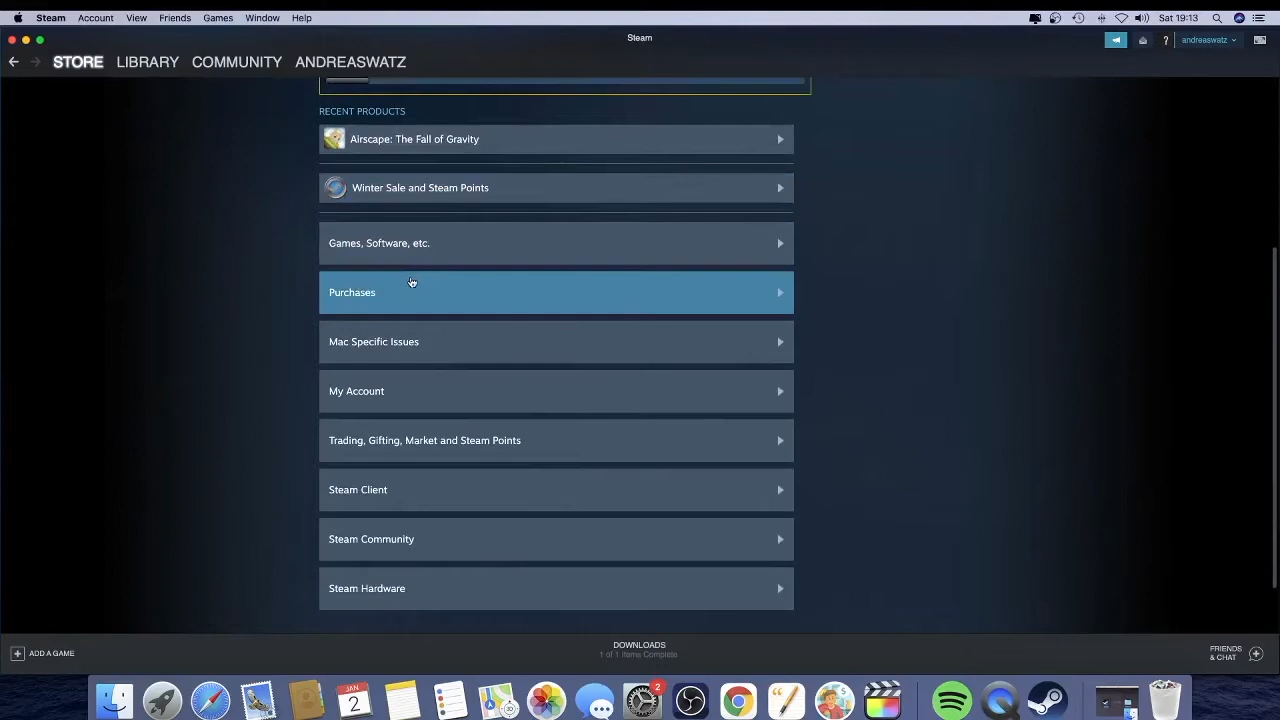 Steam Account View Friends Games Window Help Sat 19:13
Steam
? andreaswatz
STORE LIBRARY COMMUNITY ANDREASWATZ
RECENT PRODUCTS
Airscape: The Fall of Gravity
Winter Sale and Steam Points
Games, Software, etc.
Purchases
Mac Specific Issues
My Account
Trading, Gifting, Market and Steam Points
Steam Client
Steam Community
Steam Hardware
ADD A GAME
DOWNLOADS
1 of 1 Items Complete
FRIENDS
& CHAT
JAN
2
2